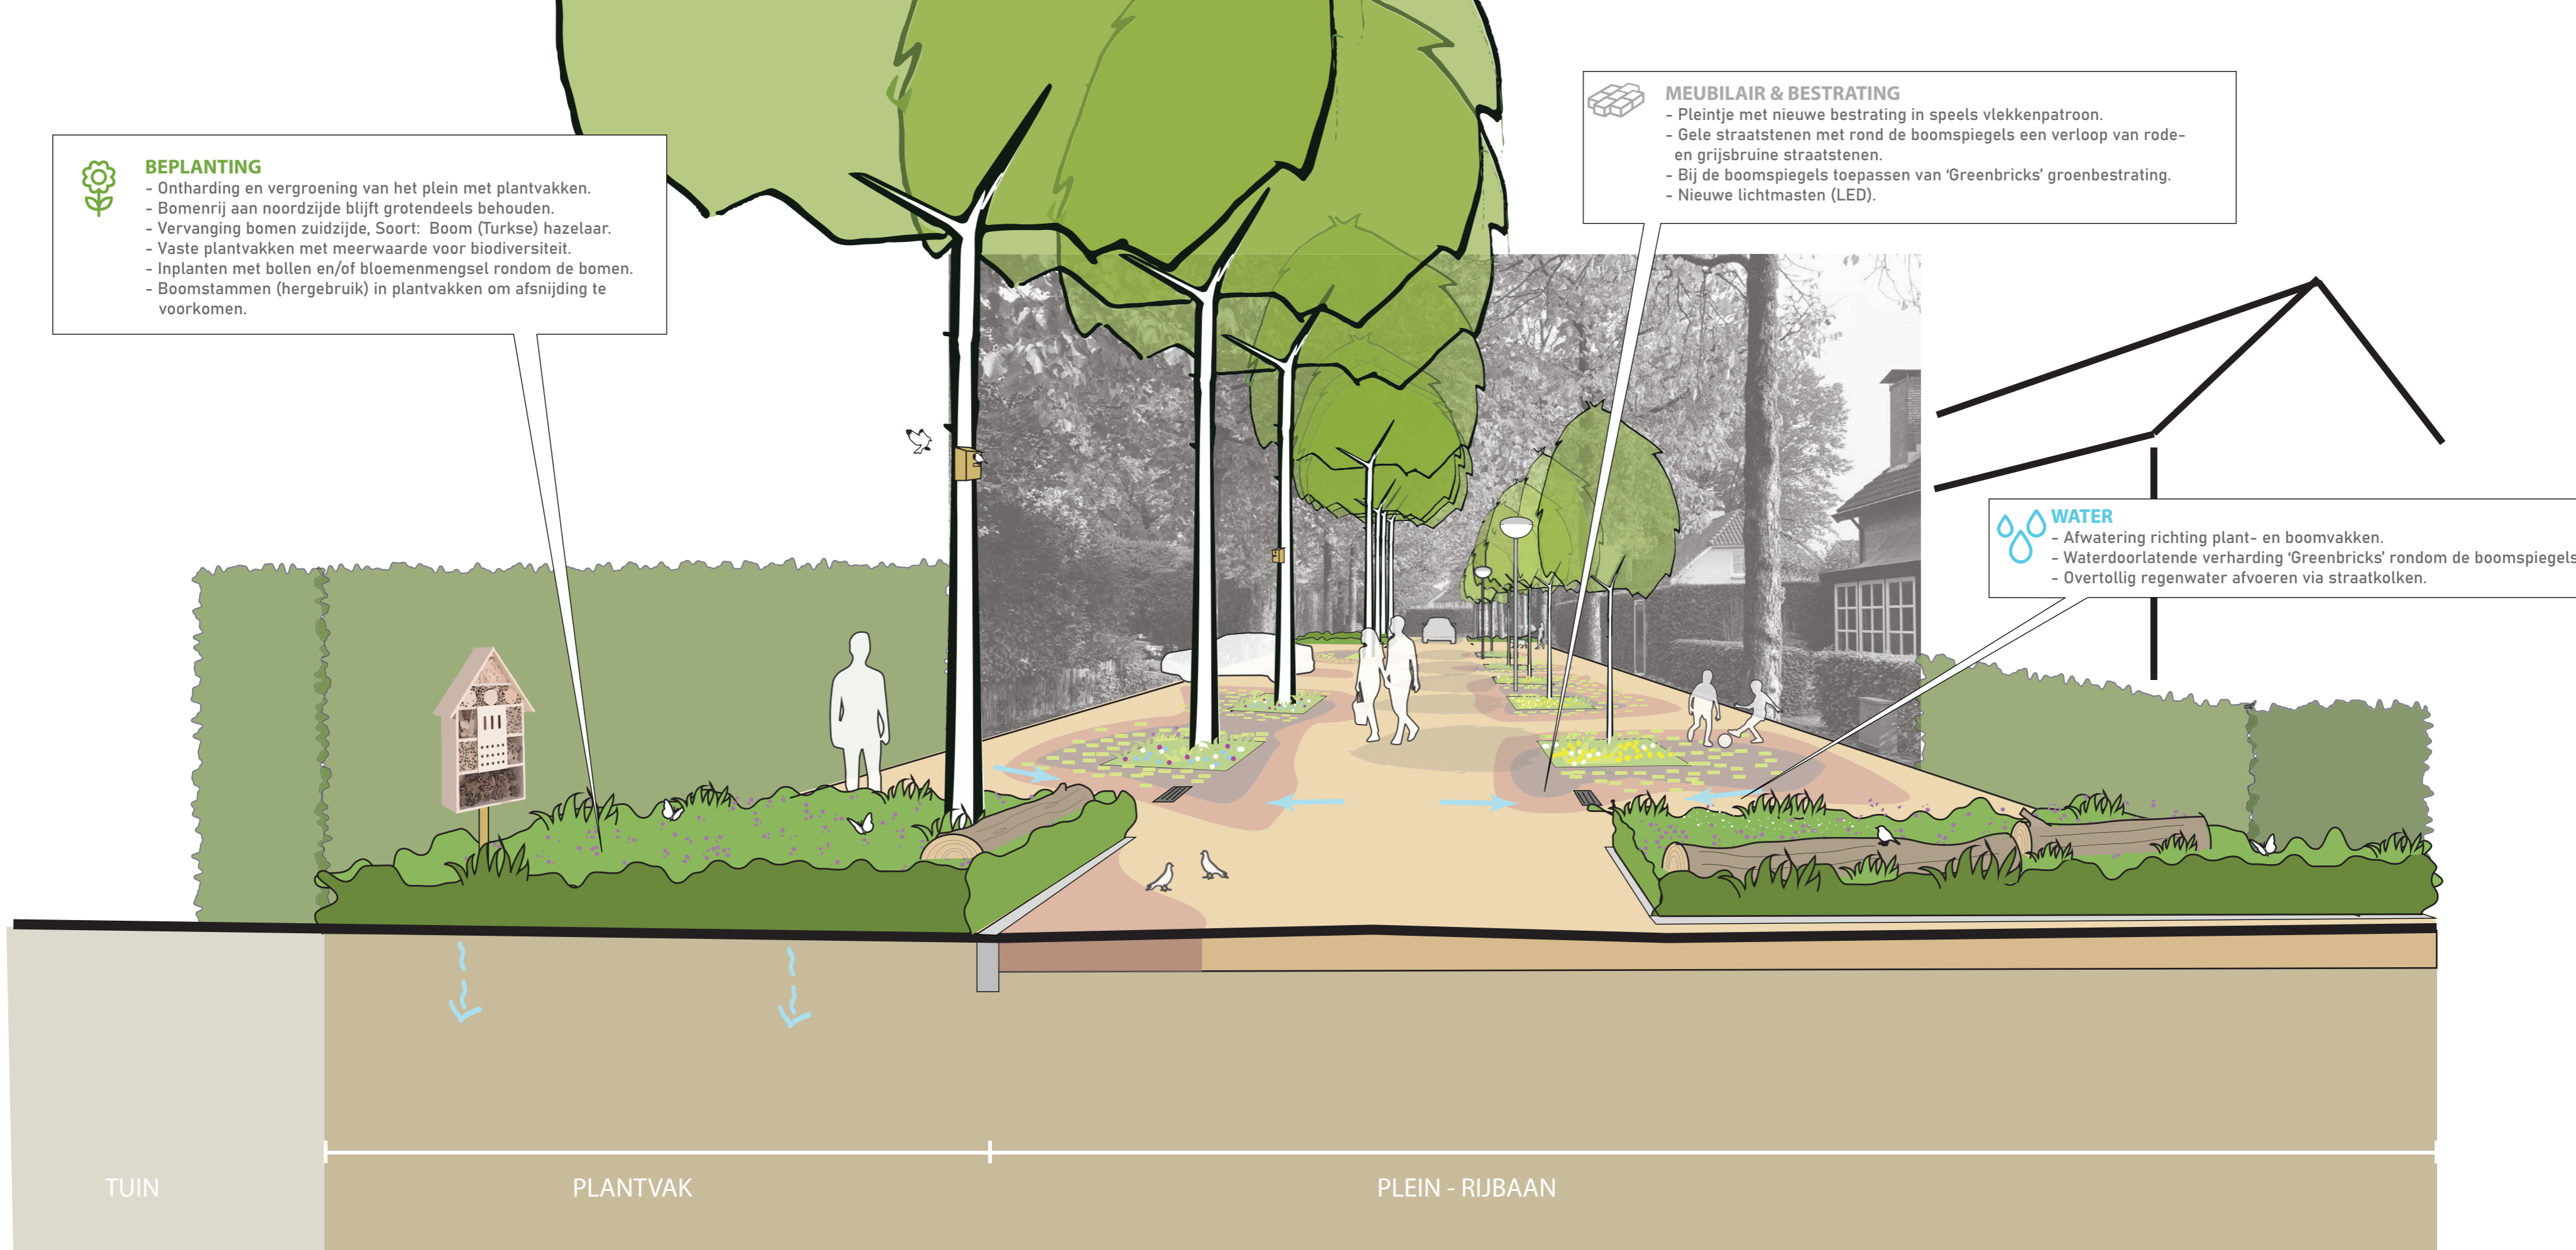 BEPLANTING
- Ontharding en vergroening van het plein met plantvakken.
- Bomenrij aan noordzijde blijft grotendeels behouden.
- Vervanging bomen zuidzijde, Soort:  Boom (Turkse) hazelaar.
- Vaste plantvakken met meerwaarde voor biodiversiteit.
- Inplanten met bollen en/of bloemenmengsel rondom de bomen.
- Boomstammen (hergebruik) in plantvakken om afsnijding te
voorkomen.
MEUBILAIR & BESTRATING
- Pleintje met nieuwe bestrating in speels vlekkenpatroon.
- Gele straatstenen met rond de boomspiegels een verloop van rode-
en grijsbruine straatstenen.
- Bij de boomspiegels toepassen van ‘Greenbricks’ groenbestrating.
- Nieuwe lichtmasten (LED).
WATER
- Afwatering richting plant- en boomvakken.
- Waterdoorlatende verharding ‘Greenbricks’ rondom de boomspiegels
- Overtollig regenwater afvoeren via straatkolken.
TUIN
PLANTVAK
PLEIN - RIJBAAN